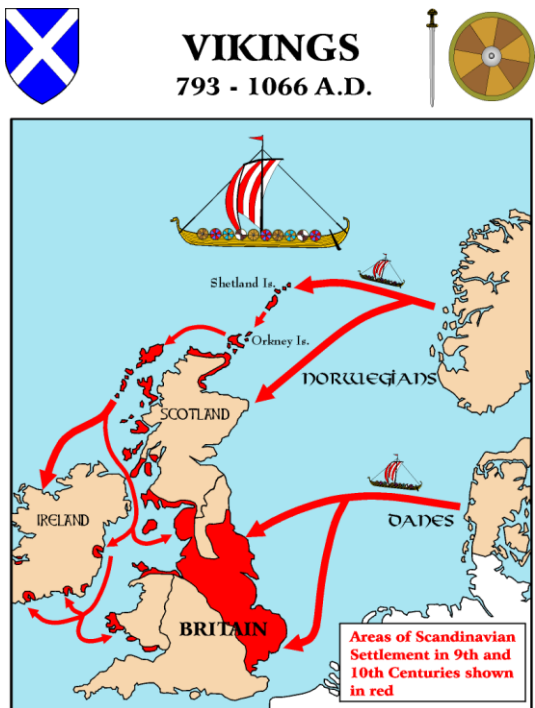 VIKINGS
793 - 1066 A.D.
Shetland Is.
Orkney Is.
NORWEGIANS
SCOTLAND
IRELAND
DANES
BRITAIN
Areas of Scandinavian
Settlement in 9th and
10th Centuries shown
in red